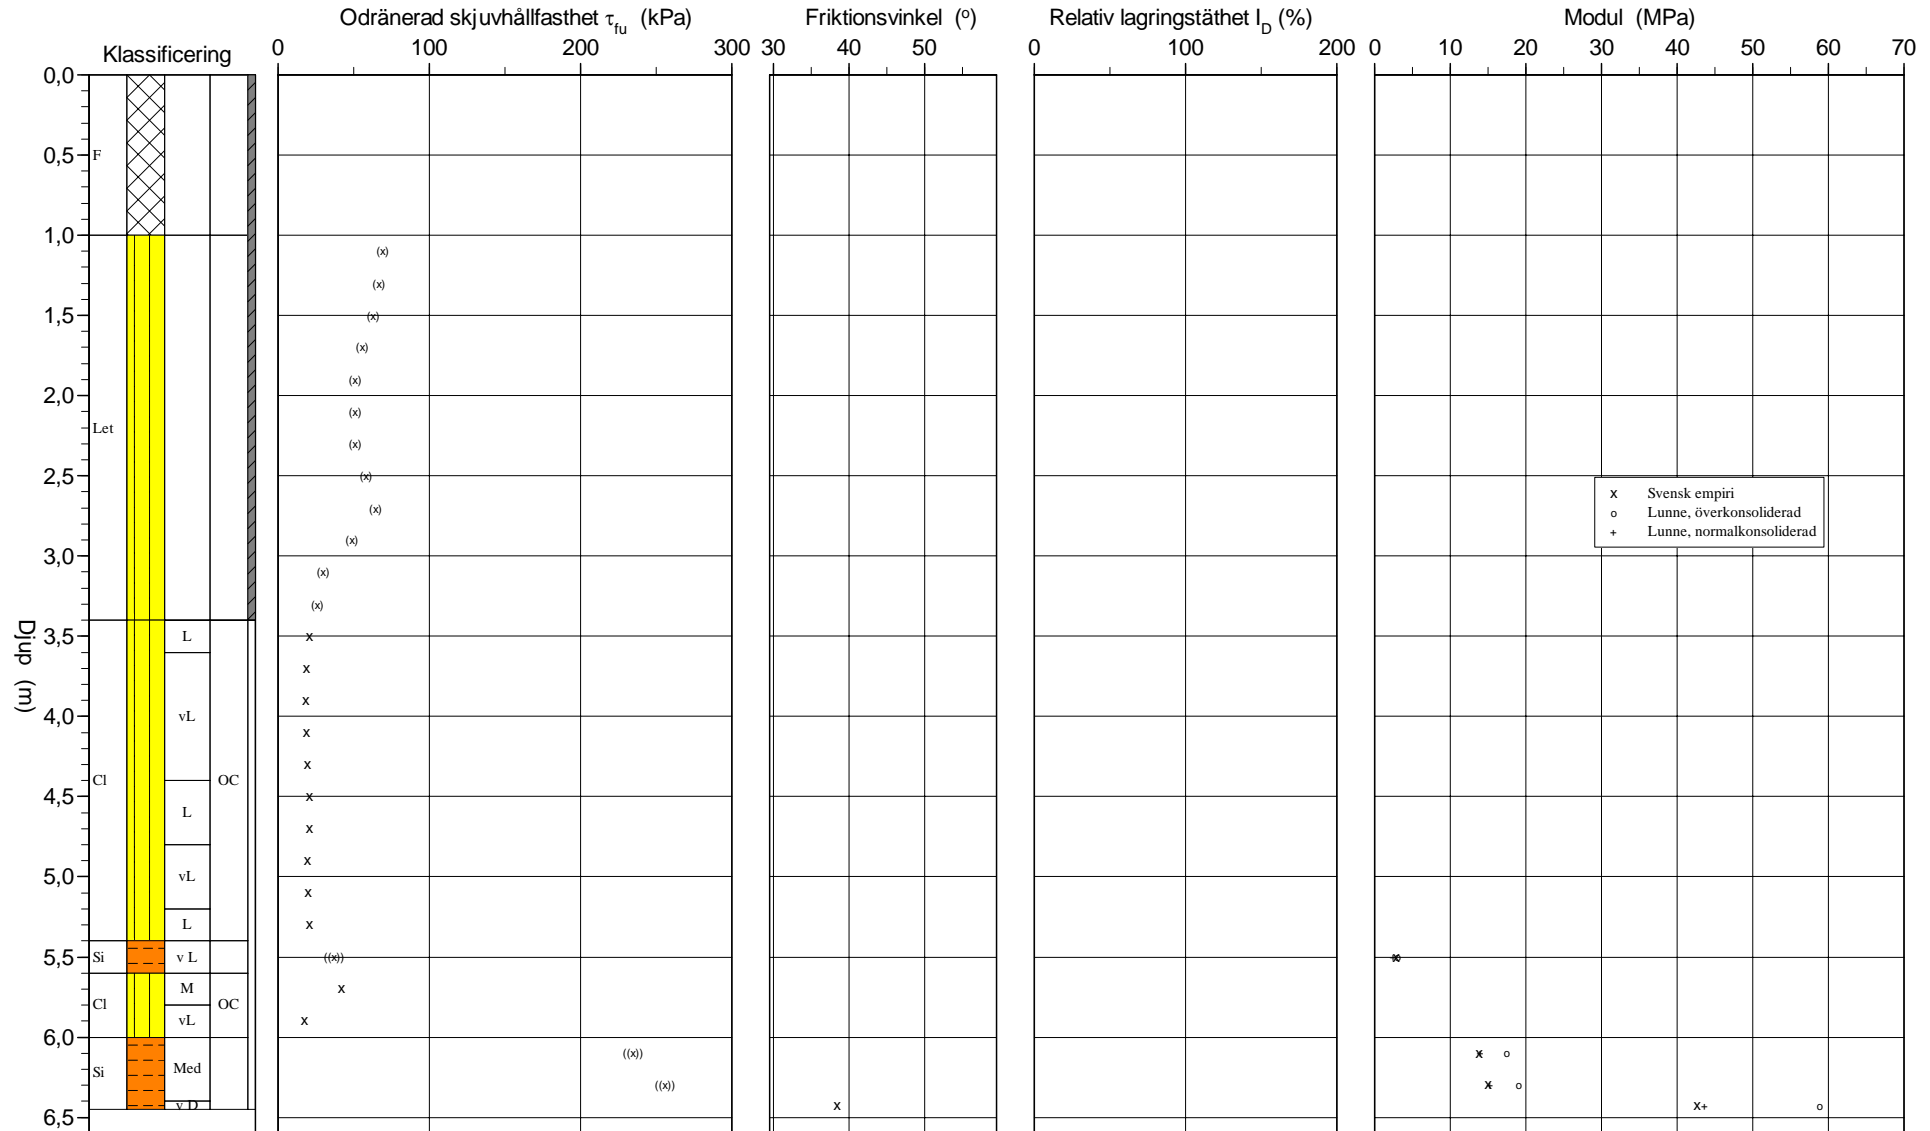 Odränerad skjuvhållfasthet τfu (kPa)
Friktionsvinkel (o)
Relativ lagringstäthet ID (%)
Modul (MPa)
Klassificering
0 100 200 300
30 40 50
0 100 200
0 10 20 30 40 50 60 70
Djup (m)
0,0
0,5
1,0
1,5
2,0
2,5
3,0
3,5
4,0
4,5
5,0
5,5
6,0
6,5
F
Let
Cl
Si
Cl
Si
L
vL
L
vL
L
v L
M
vL
Med
v D
OC
OC
(x)
(x)
(x)
(x)
(x)
(x)
(x)
(x)
(x)
(x)
(x)
(x)
x
x
x
x
x
x
x
x
x
x
((x))
x
x
((x))
((x))
x
x Svensk empiri
o Lunne, överkonsoliderad
+ Lunne, normalkonsoliderad